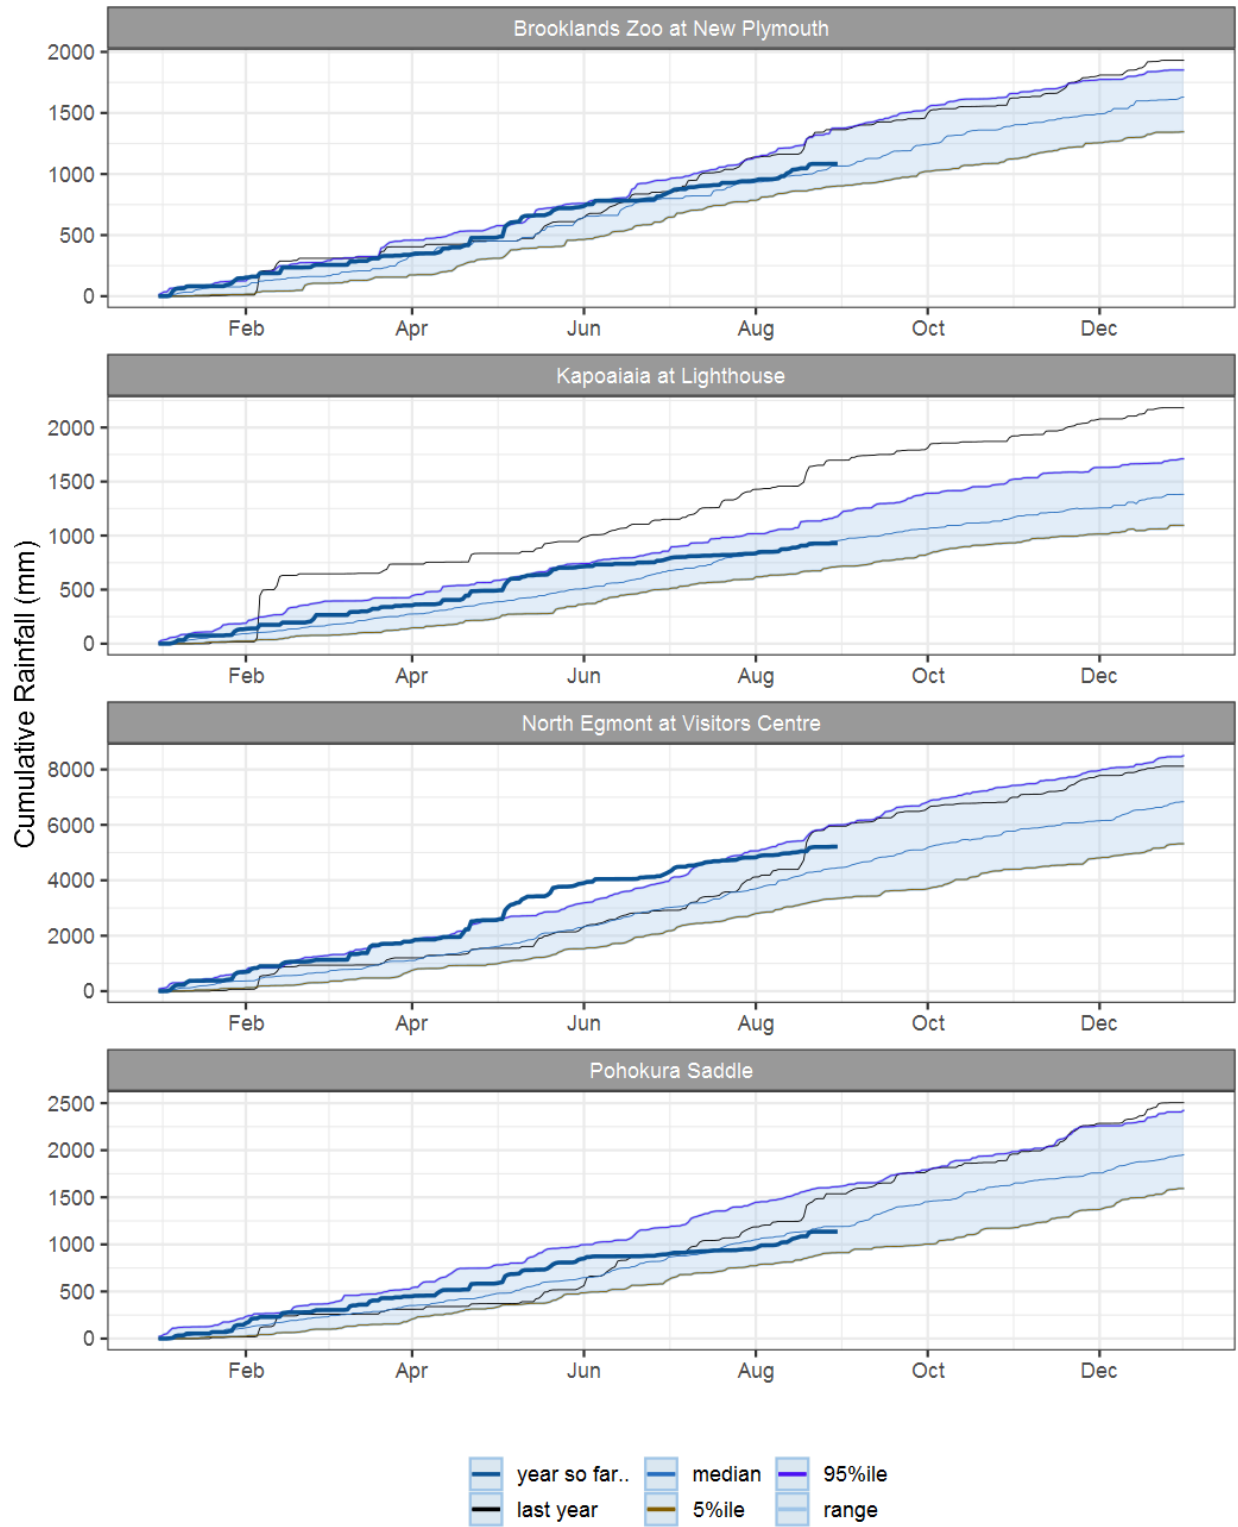 Brooklands Zoo at New Plymouth
2000
1500
1000
500
0
Feb Apr Jun Aug Oct Dec
Kapoaiaia at Lighthouse
2000
1500
1000
500
0
Feb Apr Jun Aug Oct Dec
Cumulative Rainfall (mm)
North Egmont at Visitors Centre
8000
6000
4000
2000
0
Feb Apr Jun Aug Oct Dec
Pohokura Saddle
2500
2000
1500
1000
500
0
Feb Apr Jun Aug Oct Dec
year so far.. median 95%ile
last year 5%ile range